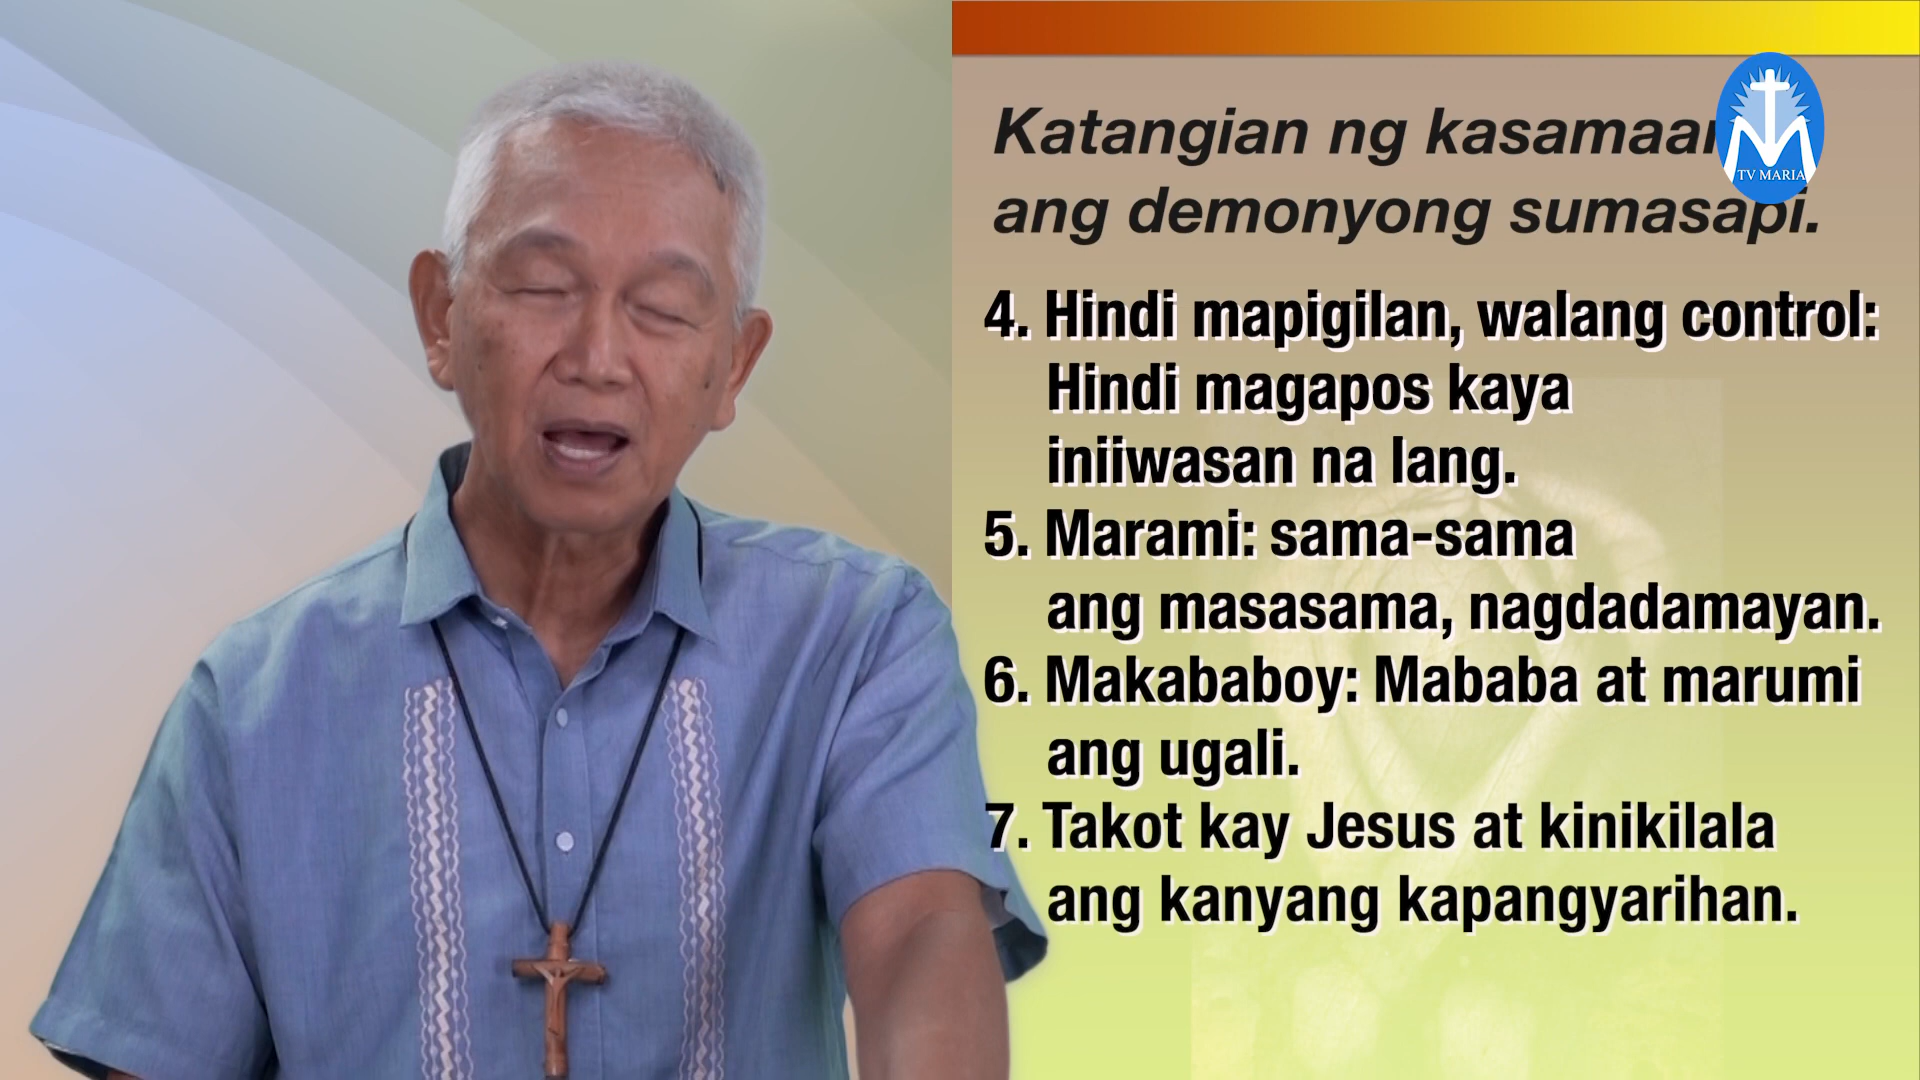 Katangian ng kasamaan
TV MARIA
ang demonyong sumasapi.
4. Hindi mapigilan, walang control:
Hindi magapos kaya
iniiwasan na lang.
5. Marami: sama-sama
ang masasama, nagdadamayan.
6. Makababoy: Mababa at marumi
ang ugali.
7. Takot kay Jesus at kinikilala
ang kanyang kapangyarihan.